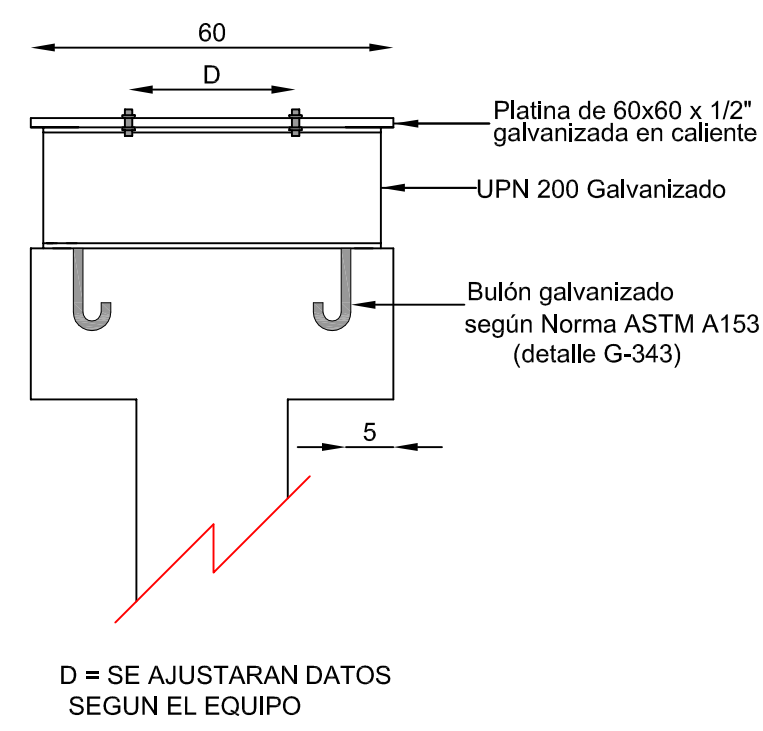 60
D
Platina de 60x60 x 1/2"
galvanizada en caliente
UPN 200 Galvanizado
Bulón galvanizado
según Norma ASTM A153
(detalle G-343)
5
D = SE AJUSTARAN DATOS
SEGUN EL EQUIPO